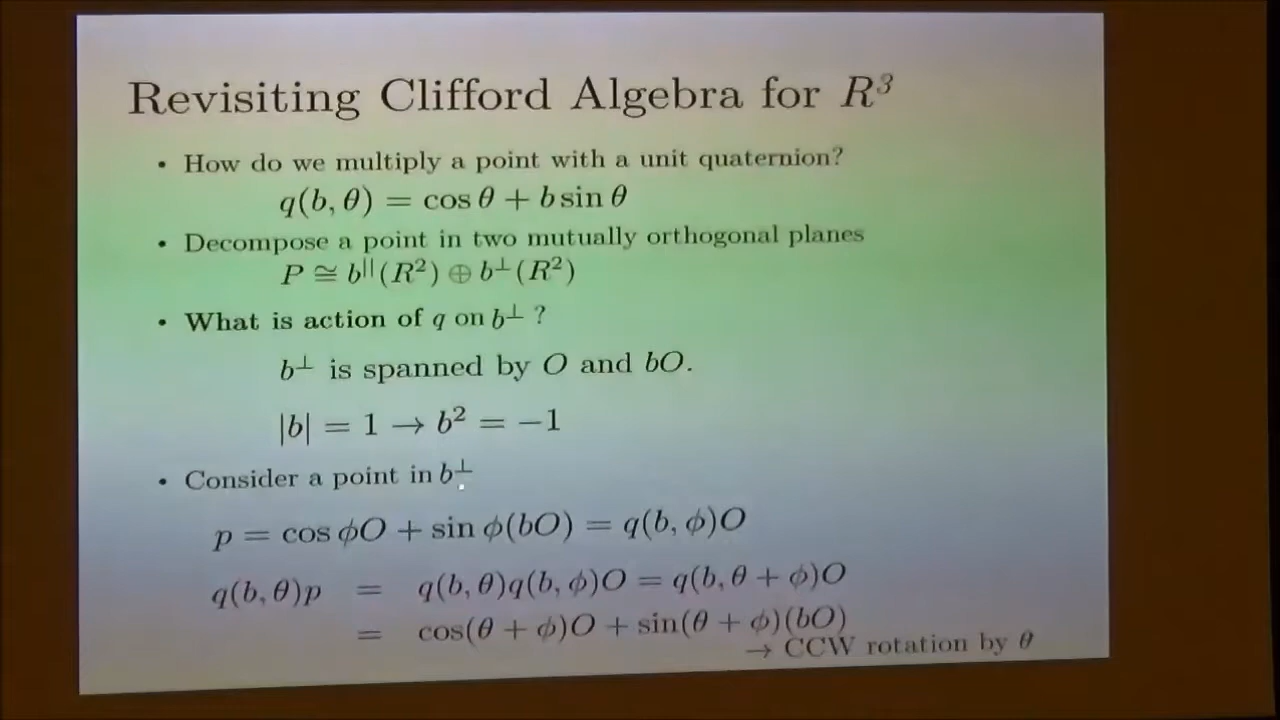 Revisiting Clifford Algebra for R³
• How do we multiply a point with a unit quaternion?
q(b, θ) = cos θ + b sin θ
• Decompose a point in two mutually orthogonal planes
P ≅ b^||(R²) ⊕ b^⊥(R²)
• What is action of q on b^⊥ ?
b^⊥ is spanned by O and bO.
|b| = 1 → b² = −1
• Consider a point in b^⊥
p = cos ϕO + sin ϕ(bO) = q(b, ϕ)O
q(b, θ)p = q(b, θ)q(b, ϕ)O = q(b, θ + ϕ)O
= cos(θ + ϕ)O + sin(θ + ϕ)(bO)
→ CCW rotation by θ